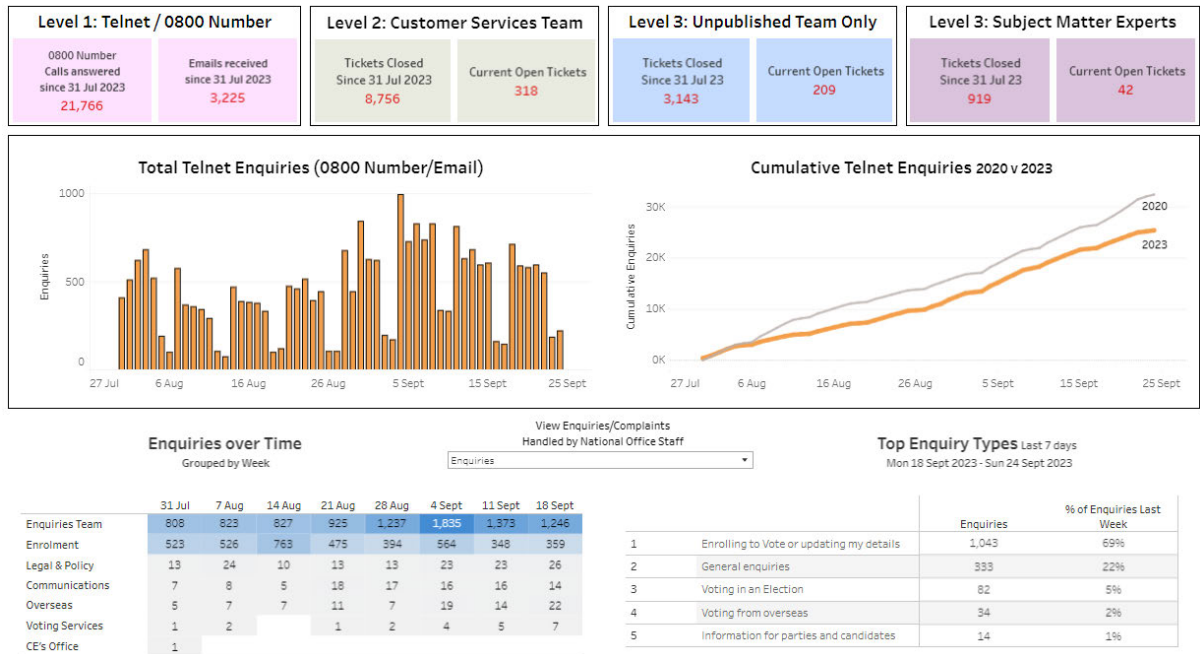 Level 1: Telnet / 0800 Number
0800 Number
Calls answered
since 31 Jul 2023
21,766
Emails received
since 31 Jul 2023
3,225
Level 2: Customer Services Team
Tickets Closed
Since 31 Jul 2023
8,756
Current Open Tickets
318
Level 3: Unpublished Team Only
Tickets Closed
Since 31 Jul 23
3,143
Current Open Tickets
209
Level 3: Subject Matter Experts
Tickets Closed
Since 31 Jul 23
919
Current Open Tickets
42
Total Telnet Enquiries (0800 Number/Email)
Enquiries
1000
500
0
27 Jul 6 Aug 16 Aug 26 Aug 5 Sept 15 Sept 25 Sept
Cumulative Telnet Enquiries 2020 v 2023
Cumulative Enquiries
30K
20K
10K
0K
2020
2023
27 Jul 6 Aug 16 Aug 26 Aug 5 Sept 15 Sept 25 Sept
Enquiries over Time
Grouped by Week
View Enquiries/Complaints
Handled by National Office Staff
Enquiries
Top Enquiry Types Last 7 days
Mon 18 Sept 2023 - Sun 24 Sept 2023
31 Jul 7 Aug 14 Aug 21 Aug 28 Aug 4 Sept 11 Sept 18 Sept
Enquiries Team 808 823 827 925 1,237 1,835 1,373 1,246
Enrolment 523 526 763 475 394 564 348 359
Legal & Policy 13 24 10 13 13 23 23 26
Communications 7 8 5 18 17 16 16 14
Overseas 5 7 7 11 7 19 14 22
Voting Services 1 2 1 2 4 5 7
CE's Office 1
Enquiries % of Enquiries Last
Week
1 Enrolling to Vote or updating my details 1,043 69%
2 General enquiries 333 22%
3 Voting in an Election 82 5%
4 Voting from overseas 34 2%
5 Information for parties and candidates 14 1%